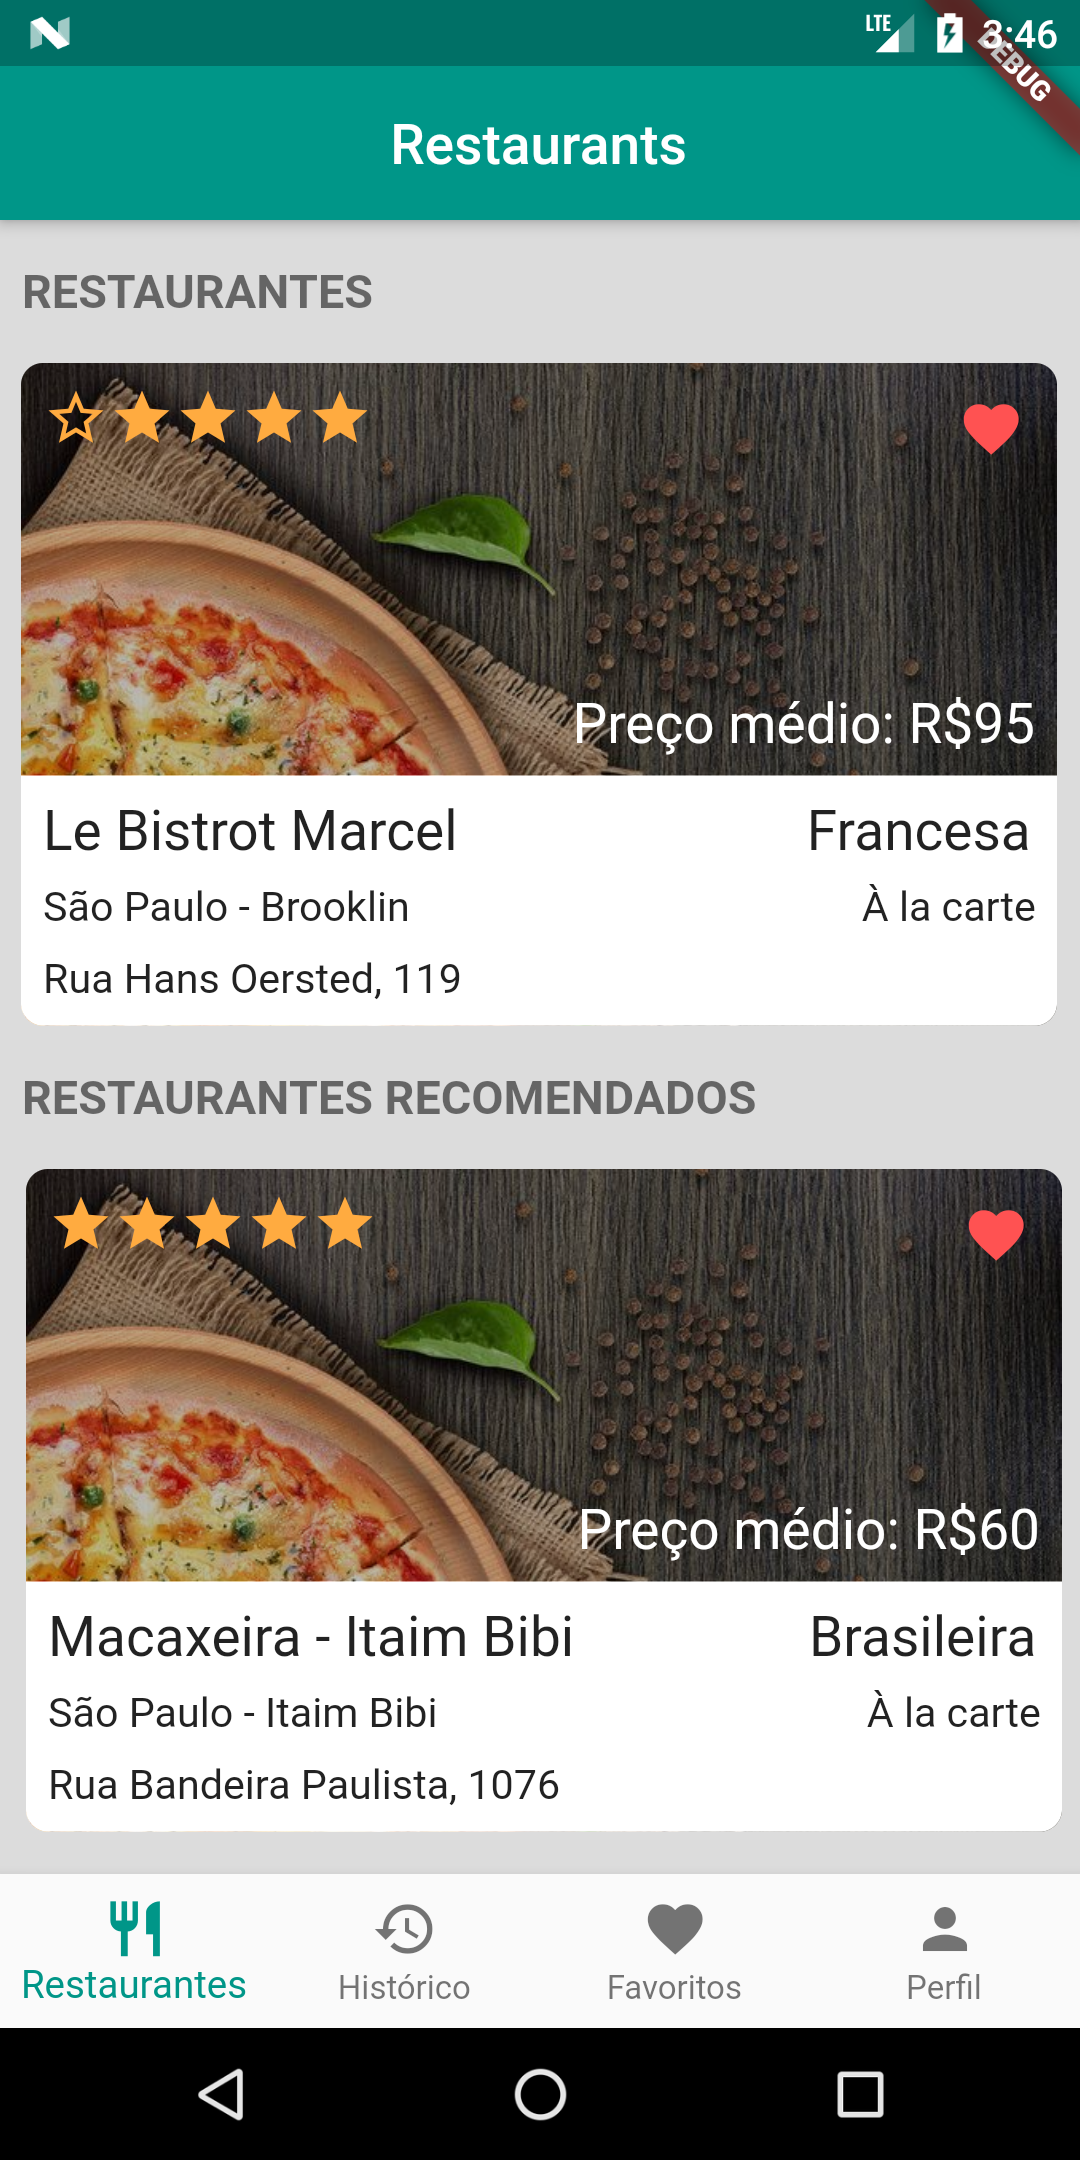 LTE 3:46
DEBUG
Restaurants
RESTAURANTES
Preço médio: R$95
Le Bistrot Marcel Francesa
São Paulo - Brooklin À la carte
Rua Hans Oersted, 119
RESTAURANTES RECOMENDADOS
Preço médio: R$60
Macaxeira - Itaim Bibi Brasileira
São Paulo - Itaim Bibi À la carte
Rua Bandeira Paulista, 1076
Restaurantes Histórico Favoritos Perfil